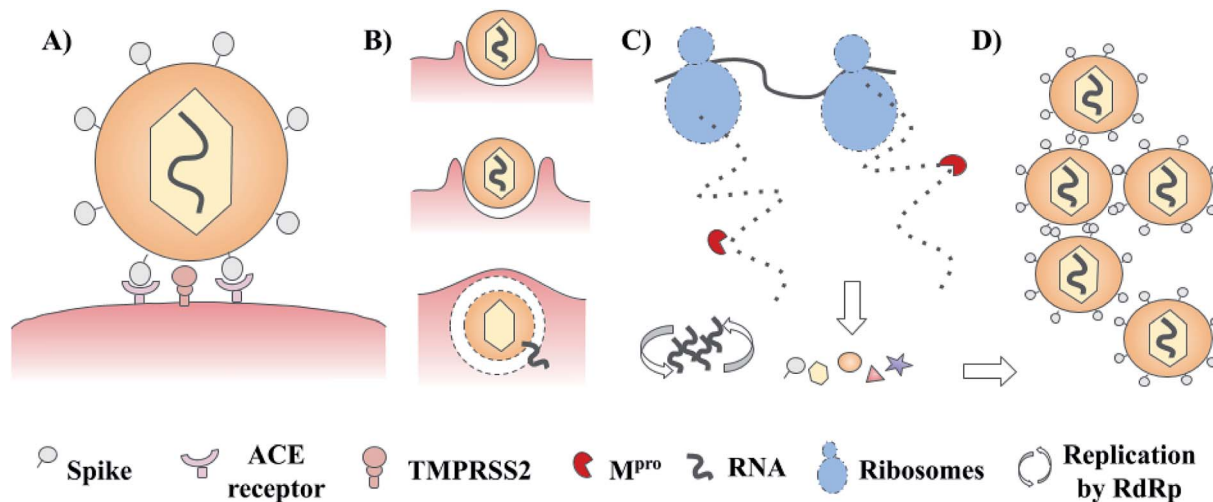 A)
B)
C)
D)
Spike
ACE
receptor
TMPRSS2
Mᵖʳᵒ
RNA
Ribosomes
Replication
by RdRp